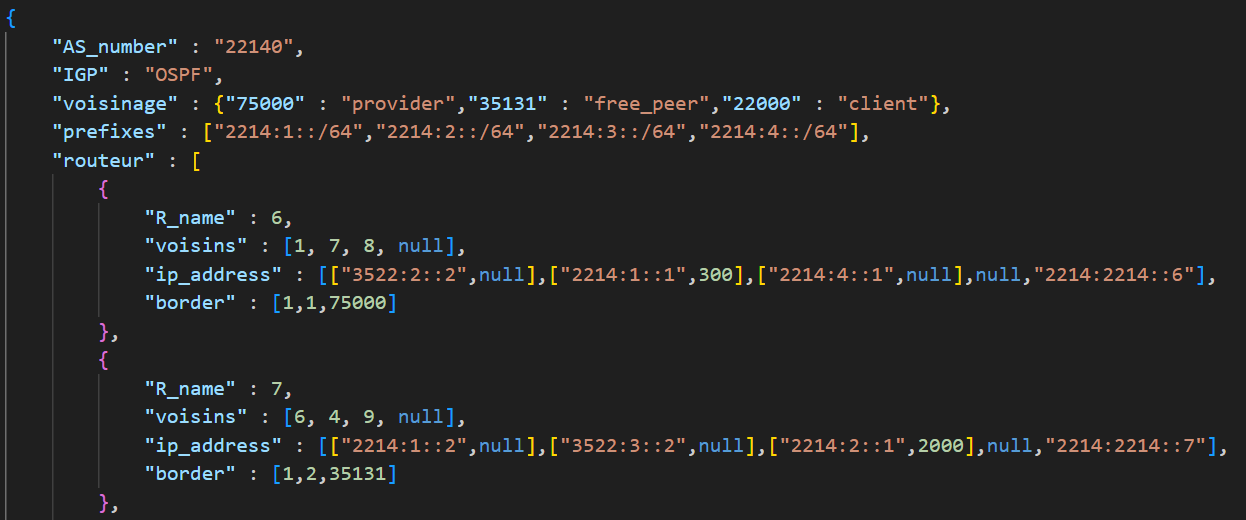 {
"AS_number" : "22140",
"IGP" : "OSPF",
"voisinage" : {"75000" : "provider","35131" : "free_peer","22000" : "client"},
"prefixes" : ["2214:1::/64","2214:2::/64","2214:3::/64","2214:4::/64"],
"routeur" : [
{
"R_name" : 6,
"voisins" : [1, 7, 8, null],
"ip_address" : [["3522:2::2",null],["2214:1::1",300],["2214:4::1",null],null,"2214:2214::6"],
"border" : [1,1,75000]
},
{
"R_name" : 7,
"voisins" : [6, 4, 9, null],
"ip_address" : [["2214:1::2",null],["3522:3::2",null],["2214:2::1",2000],null,"2214:2214::7"],
"border" : [1,2,35131]
},